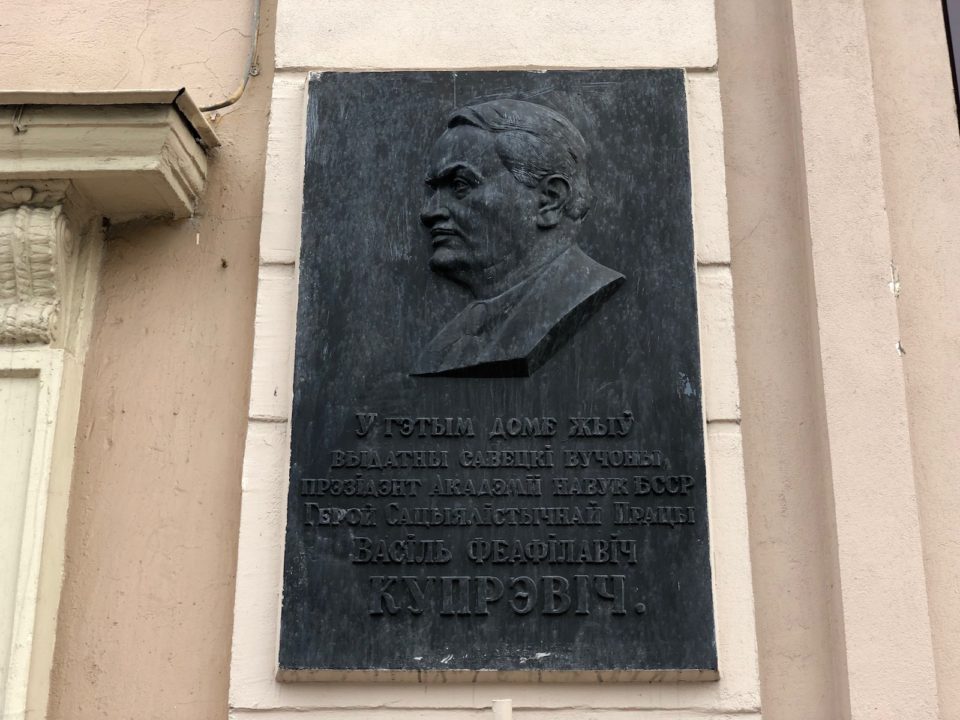 У гэтым доме жыў
выдатны савецкі вучоны,
прэзідэнт Акадэміі навук БССР
Герой Сацыялістычнай Працы
Васіль Феафілавіч
КУПРЭВІЧ.